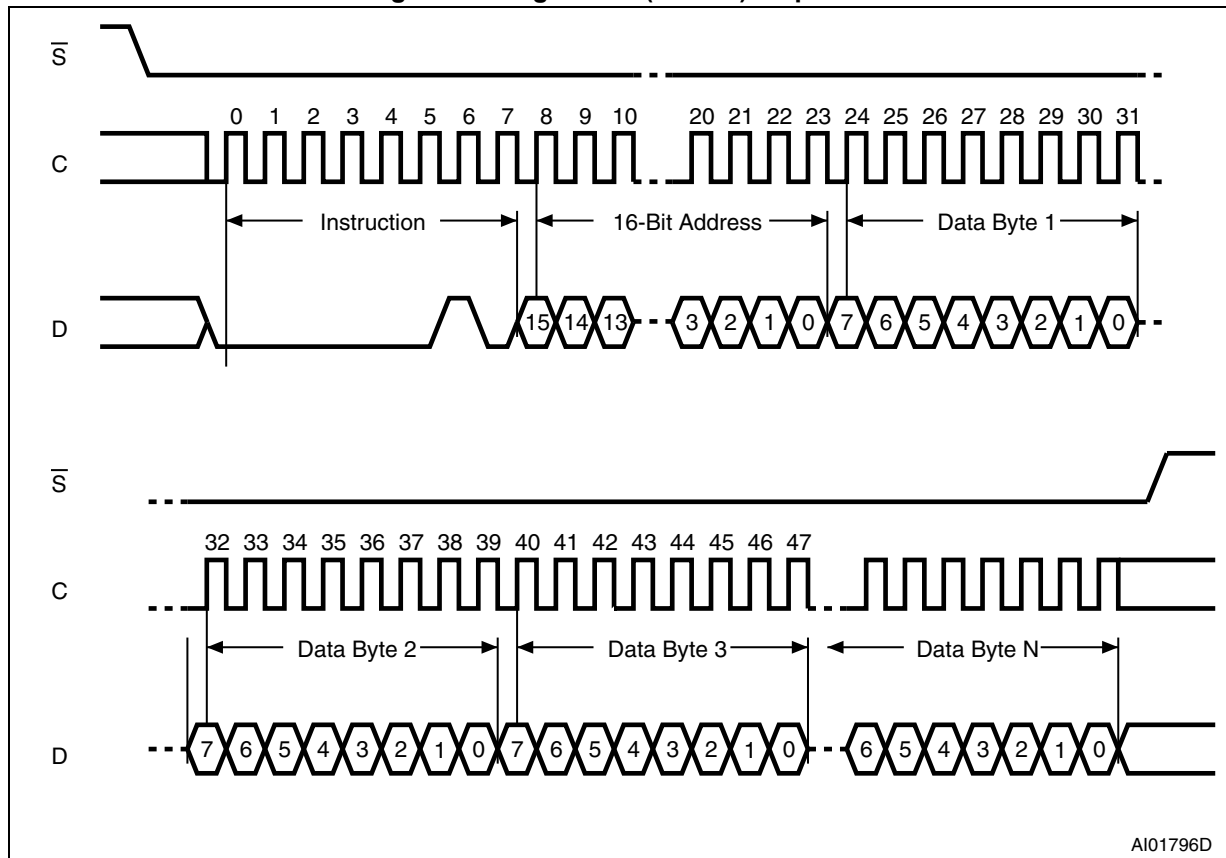 S
0 1 2 3 4 5 6 7 8 9 10 20 21 22 23 24 25 26 27 28 29 30 31
C
Instruction 16-Bit Address Data Byte 1
D 15 14 13 3 2 1 0 7 6 5 4 3 2 1 0
S
32 33 34 35 36 37 38 39 40 41 42 43 44 45 46 47
C
Data Byte 2 Data Byte 3 Data Byte N
D 7 6 5 4 3 2 1 0 7 6 5 4 3 2 1 0 6 5 4 3 2 1 0
AI01796D